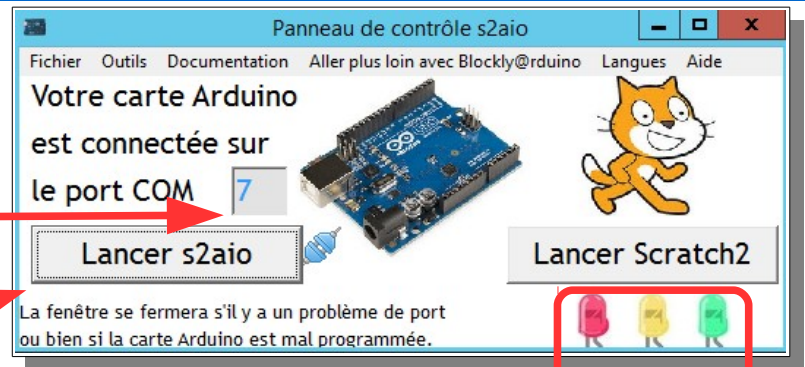 Panneau de contrôle s2aio
Fichier Outils Documentation Aller plus loin avec Blockly@rduino Langues Aide
Votre carte Arduino
est connectée sur
le port COM 7
Lancer s2aio
Lancer Scratch2
La fenêtre se fermera s'il y a un problème de port
ou bien si la carte Arduino est mal programmée.